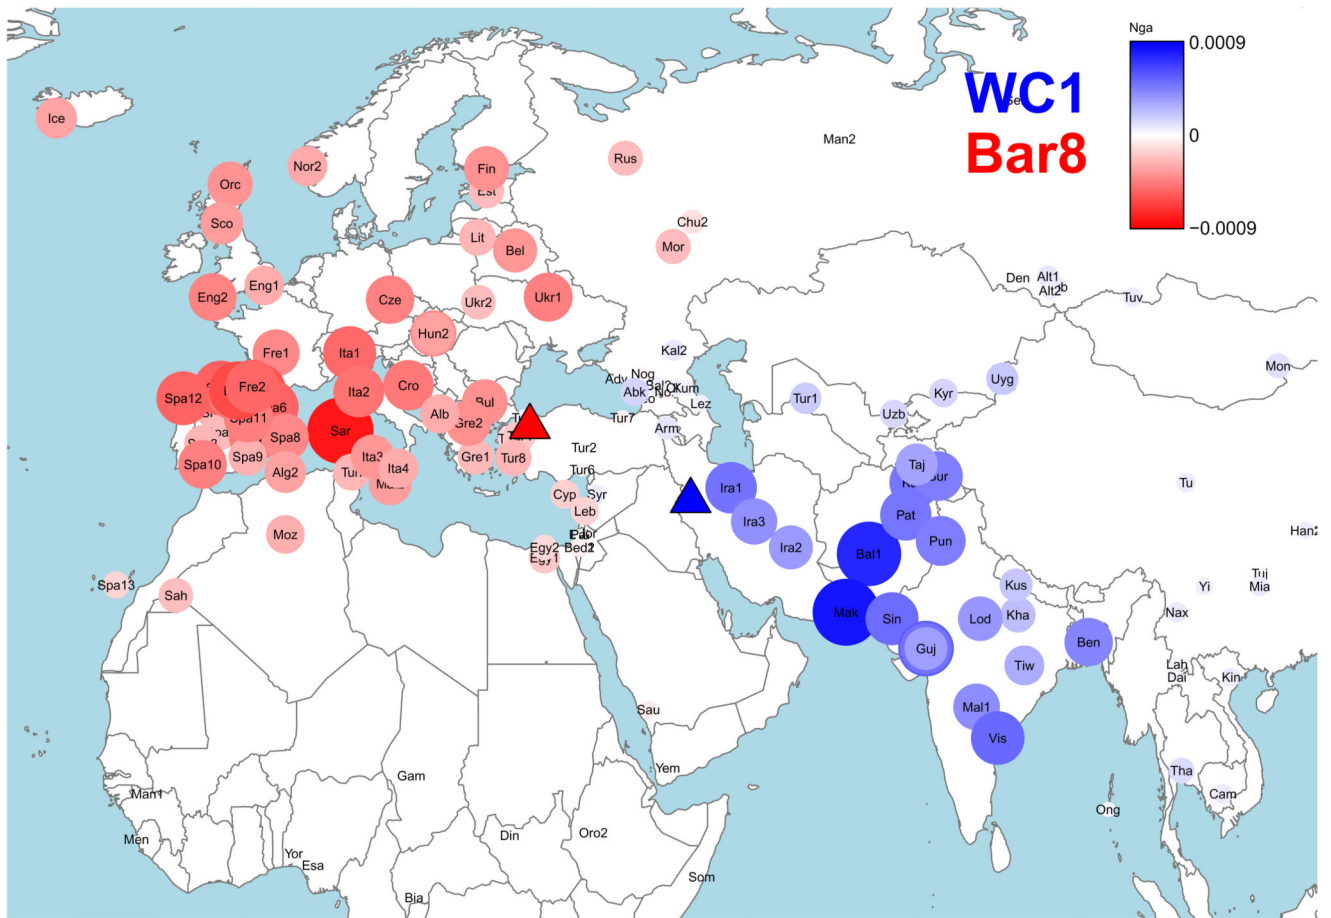 Nga
0.0009
WC1
Se
Ice
Man2
0
Bar8
Nor2
Rus
Fin
Orc
Est
−0.0009
Sco
Chu2
Lit
Mor
Bel
Eng1
Den
Alt1
Alt2
Eng2
Cze
Ukr2
Ukr1
Tuv
Hun2
Fre1
Ita1
Kal2
Mon
Nog
Uyg
Fre2
Ita2
Cro
Abk
Kum
Kyr
Spa12
Tur1
Lez
Bul
Alb
Uzb
Spa11
Tur7
Gre2
Sar
Arm
Spa8
Tur2
Spa9
Ita3
Gre1
Tur8
Taj
Spa10
Ita4
Alg2
Tur6
Ira1
Tu
Cyp
Syr
Leb
Pat
Ira3
Moz
Han2
Pun
Egy2
Bed2
Ira2
Bal1
Egy1
Spa13
Kus
Yi
Tuj
Mia
Sah
Mak
Sin
Lod
Kha
Nax
Ben
Guj
Tiw
Lah
Dai
Kin
Sau
Mal1
Vis
Yem
Tha
Gam
Man1
Cam
Ong
Men
Din
Oro2
Yor
Esa
Som
Bia